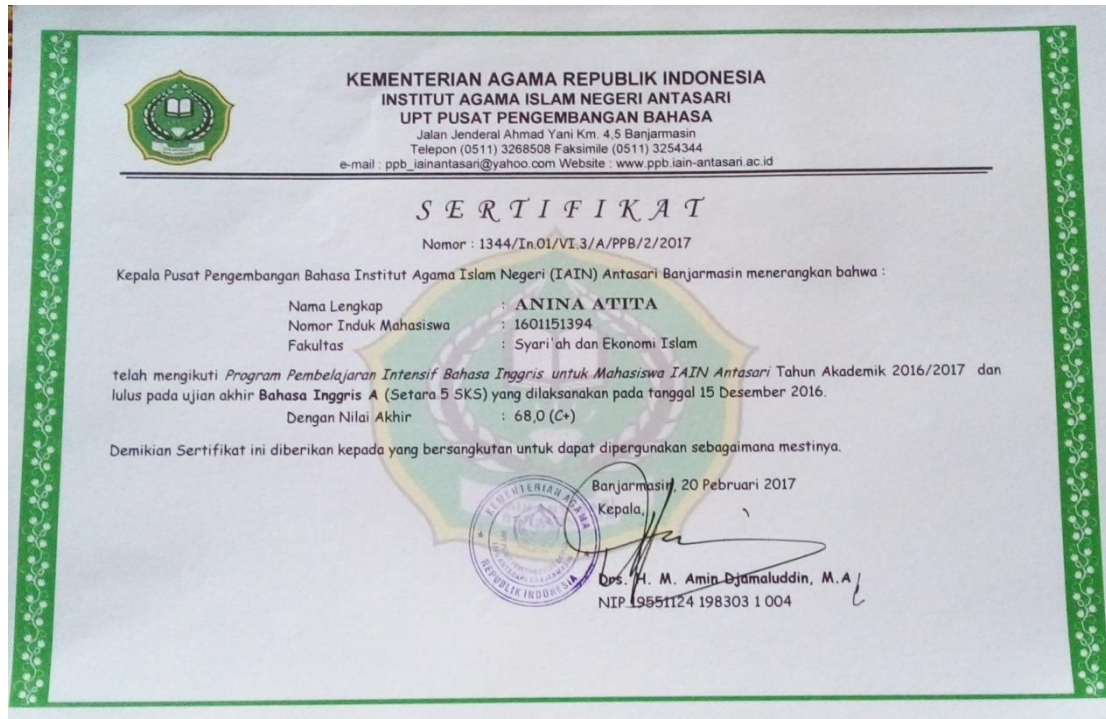 KEMENTERIAN AGAMA REPUBLIK INDONESIA
INSTITUT AGAMA ISLAM NEGERI ANTASARI
UPT PUSAT PENGEMBANGAN BAHASA
Jalan Jenderal Ahmad Yani Km. 4,5 Banjarmasin
Telepon (0511) 3268508 Faksimile (0511) 3254344
e-mail : ppb_iainantasari@yahoo.com Website : www.ppb.iain-antasari.ac.id
SERTIFIKAT
Nomor : 1344/In.01/VI.3/A/PPB/2/2017
Kepala Pusat Pengembangan Bahasa Institut Agama Islam Negeri (IAIN) Antasari Banjarmasin menerangkan bahwa :
Nama Lengkap : ANINA ATITA
Nomor Induk Mahasiswa : 1601151394
Fakultas : Syari'ah dan Ekonomi Islam
telah mengikuti Program Pembelajaran Intensif Bahasa Inggris untuk Mahasiswa IAIN Antasari Tahun Akademik 2016/2017 dan
lulus pada ujian akhir Bahasa Inggris A (Setara 5 SKS) yang dilaksanakan pada tanggal 15 Desember 2016.
Dengan Nilai Akhir : 68,0 (C+)
Demikian Sertifikat ini diberikan kepada yang bersangkutan untuk dapat dipergunakan sebagaimana mestinya.
Banjarmasin, 20 Pebruari 2017
Kepala,
KEMENTERIAN AGAMA
REPUBLIK INDONESIA
Drs. H. M. Amin Djamaluddin, M.A
NIP 19551124 198303 1 004